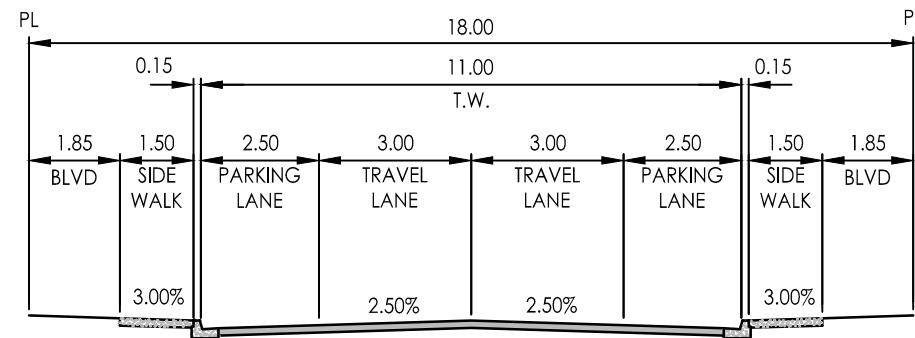 PL P
18.00
0.15 11.00 0.15
T.W.
1.85 1.50 2.50 3.00 3.00 2.50 1.50 1.85
BLVD SIDE PARKING TRAVEL TRAVEL PARKING SIDE BLVD
WALK LANE LANE LANE LANE WALK
3.00% 2.50% 2.50% 3.00%